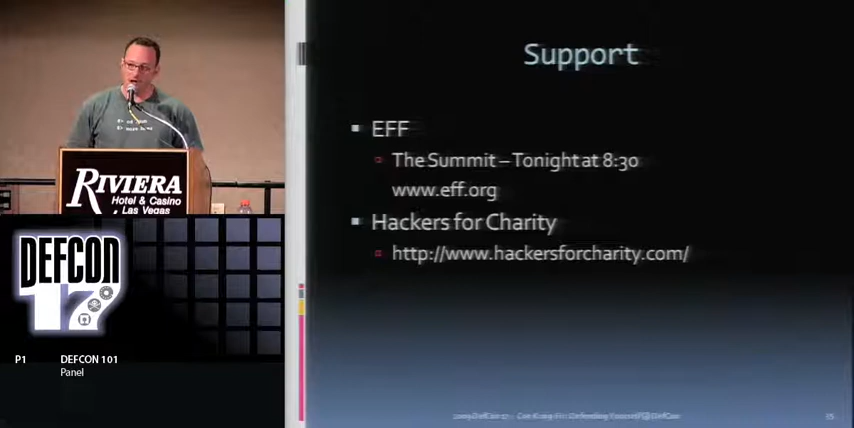 RIVIERA
Hotel & Casino
Las Vegas
DEFCON
17
P1 DEFCON 101
Panel
Support
EFF
The Summit – Tonight at 8:30
www.eff.org
Hackers for Charity
http://www.hackersforcharity.com/